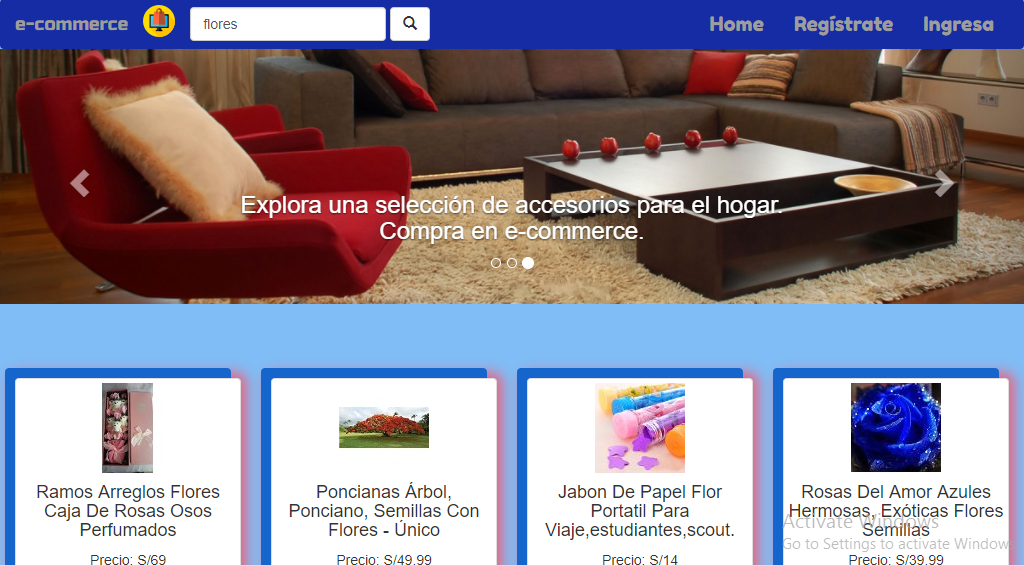 e-commerce
flores
Home
Regístrate
Ingresa
Explora una selección de accesorios para el hogar.
Compra en e-commerce.
Ramos Arreglos Flores
Caja De Rosas Osos
Perfumados
Precio: S/69
Poncianas Árbol,
Ponciano, Semillas Con
Flores - Único
Precio: S/49.99
Jabon De Papel Flor
Portatil Para
Viaje,estudiantes,scout.
Precio: S/14
Rosas Del Amor Azules
Hermosas, Exóticas Flores
Semillas
Precio: S/39.99
Activate Windows
Go to Settings to activate Windows.